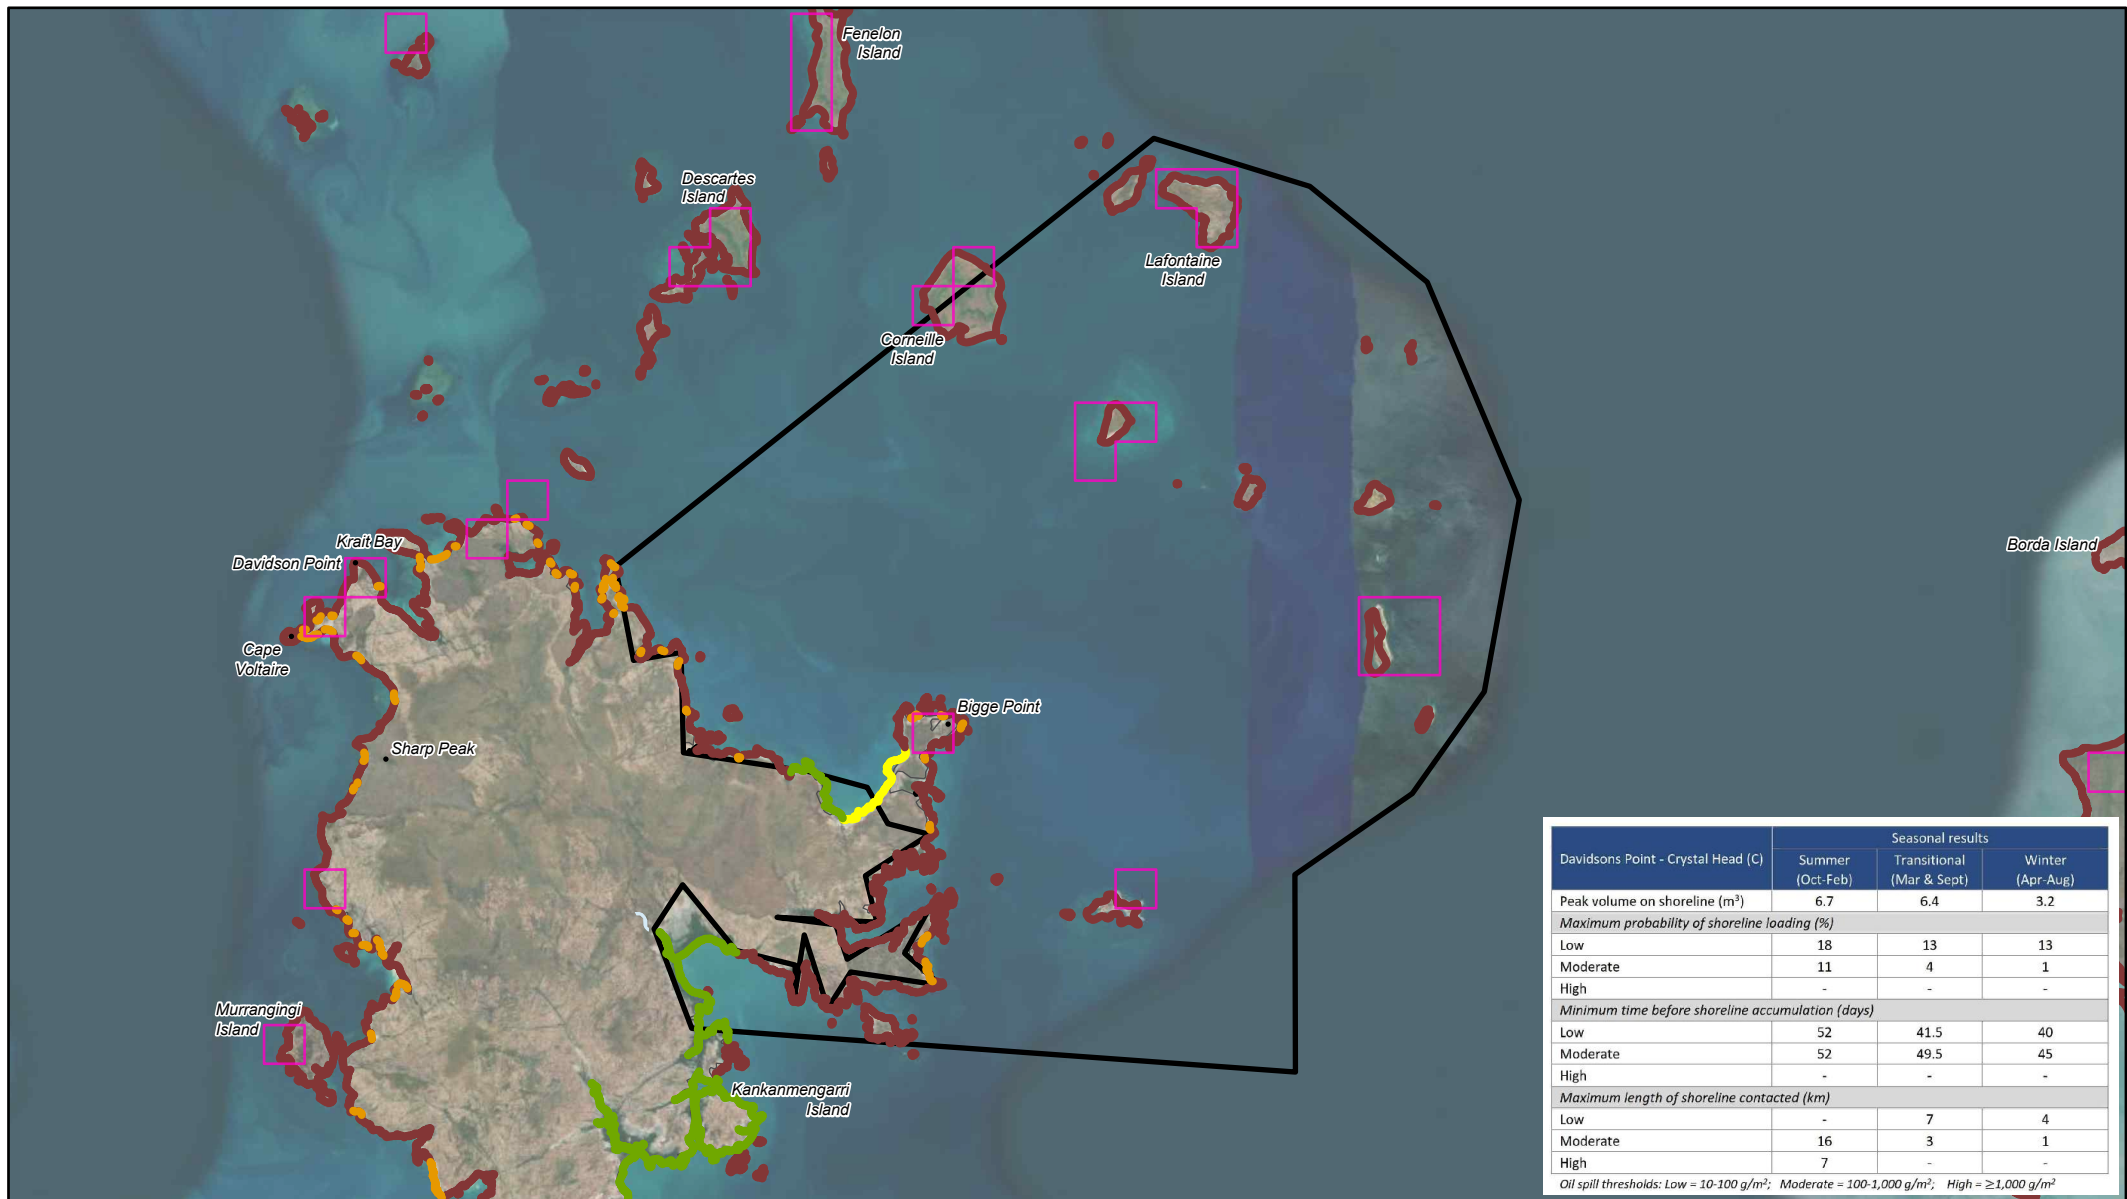 Fenelon
Island
Descartes
Island
Lafontaine
Island
Corneille
Island
Krait Bay
Davidson Point
Borda Island
Cape
Voltaire
Bigge Point
Sharp Peak
Murrangingi
Island
Kankanmengarri
Island
Davidsons Point - Crystal Head (C) Seasonal results
Summer (Oct-Feb) Transitional (Mar & Sept) Winter (Apr-Aug)
Peak volume on shoreline (m³) 6.7 6.4 3.2
Maximum probability of shoreline loading (%)
Low 18 13 13
Moderate 11 4 1
High - - -
Minimum time before shoreline accumulation (days)
Low 52 41.5 40
Moderate 52 49.5 45
High - - -
Maximum length of shoreline contacted (km)
Low - 7 4
Moderate 16 3 1
High 7 - -
Oil spill thresholds: Low = 10-100 g/m²; Moderate = 100-1,000 g/m²; High = ≥1,000 g/m²